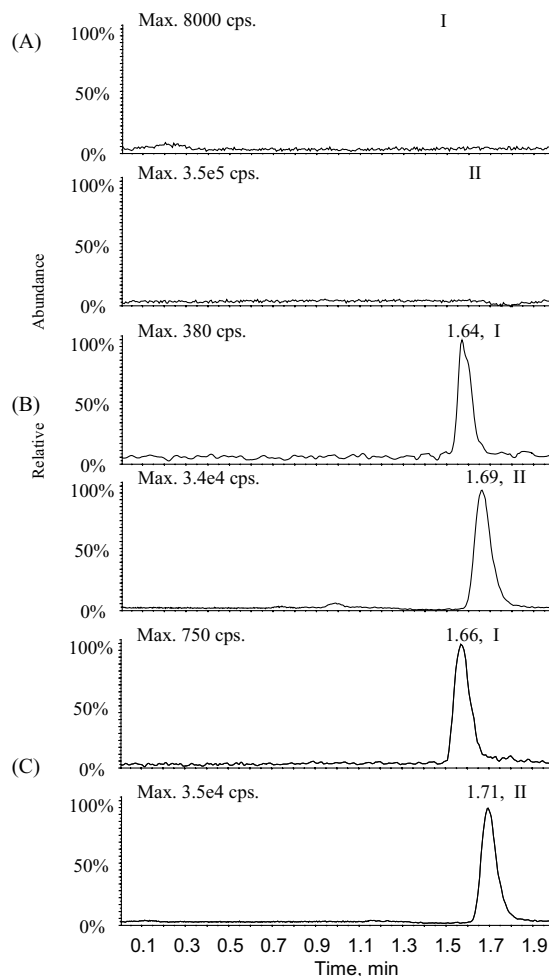 Max. 8000 cps. I
(A)
100%
50%
0%
Max. 3.5e5 cps. II
100%
50%
0%
Abundance
Max. 380 cps. 1.64, I
100%
(B)
50%
0%
Relative
Max. 3.4e4 cps. 1.69, II
100%
50%
0%
Max. 750 cps. 1.66, I
100%
50%
(C)
0%
Max. 3.5e4 cps. 1.71, II
100%
50%
0%
0.1 0.3 0.5 0.7 0.9 1.1 1.3 1.5 1.7 1.9
Time, min